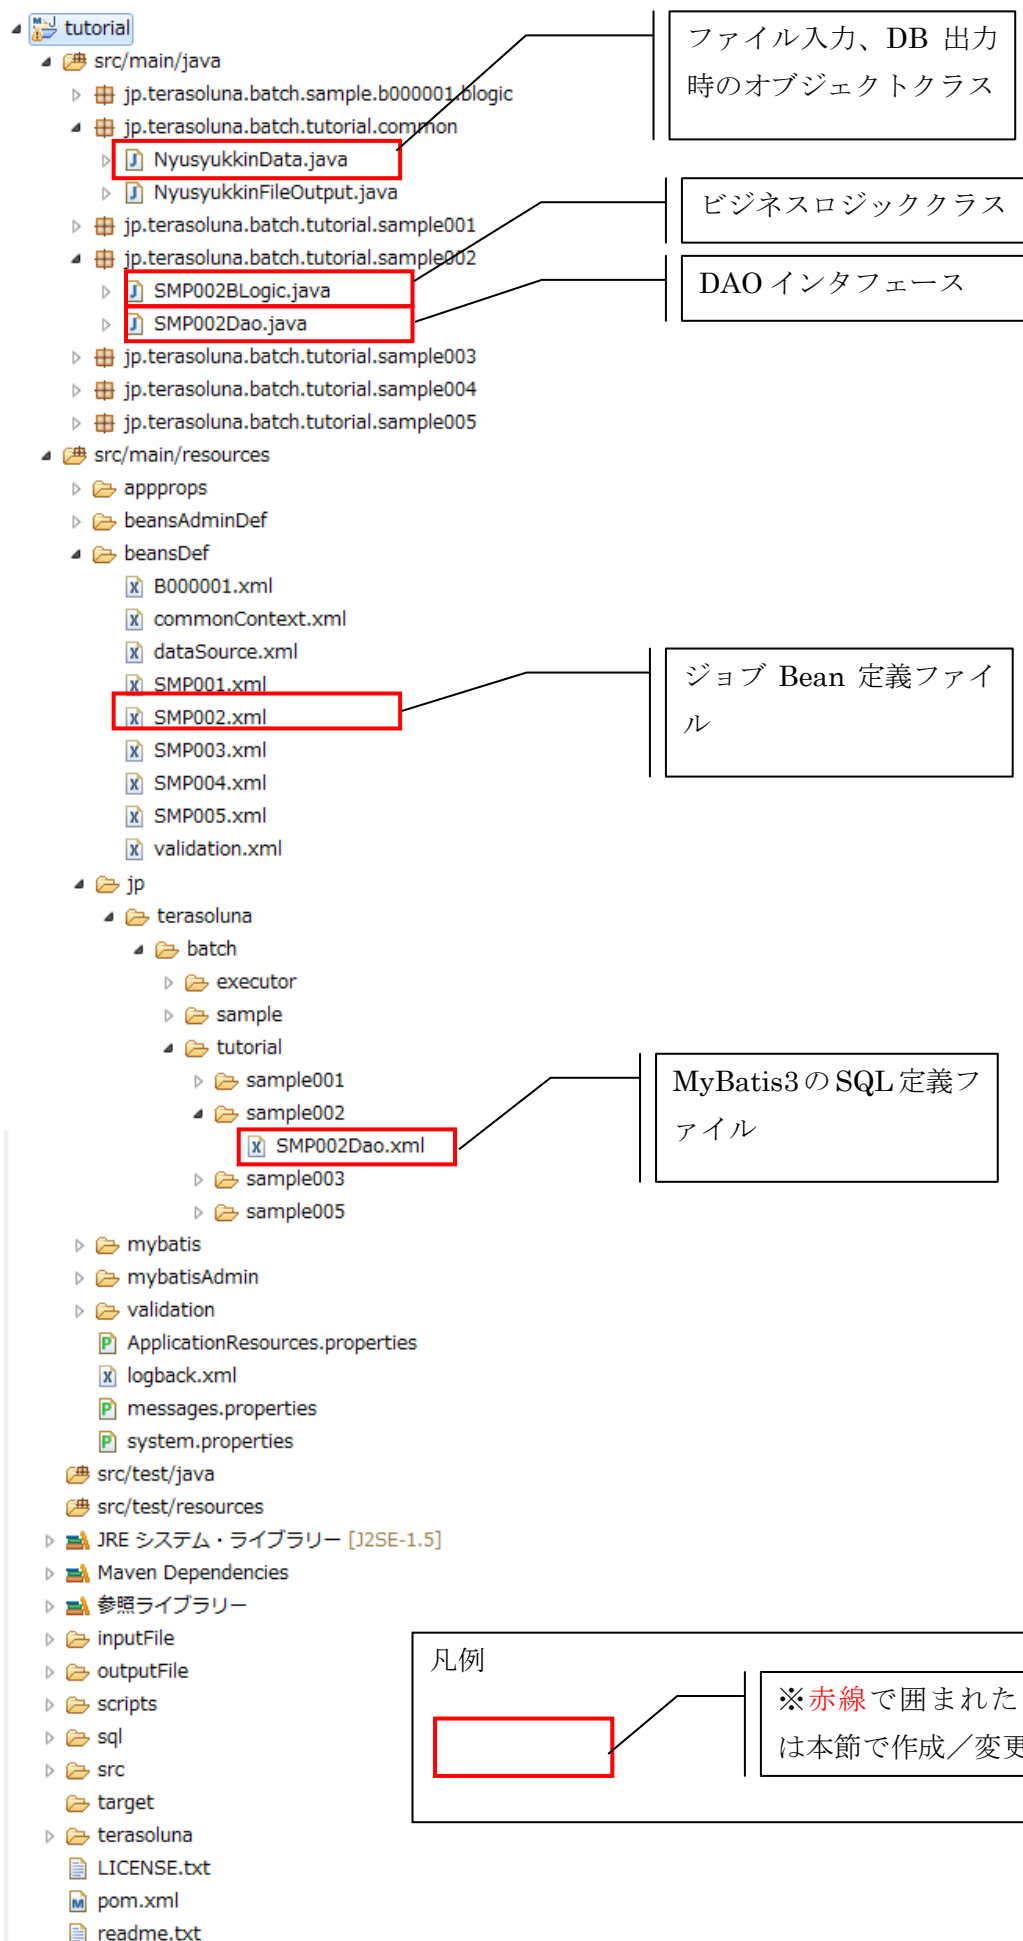 tutorial
src/main/java
jp.terasoluna.batch.sample.b000001.blogic
jp.terasoluna.batch.tutorial.common
NyusyukkinData.java
NyusyukkinFileOutput.java
jp.terasoluna.batch.tutorial.sample001
jp.terasoluna.batch.tutorial.sample002
SMP002BLogic.java
SMP002Dao.java
jp.terasoluna.batch.tutorial.sample003
jp.terasoluna.batch.tutorial.sample004
jp.terasoluna.batch.tutorial.sample005
src/main/resources
appprops
beansAdminDef
beansDef
B000001.xml
commonContext.xml
dataSource.xml
SMP001.xml
SMP002.xml
SMP003.xml
SMP004.xml
SMP005.xml
validation.xml
jp
terasoluna
batch
executor
sample
tutorial
sample001
sample002
SMP002Dao.xml
sample003
sample005
mybatis
mybatisAdmin
validation
ApplicationResources.properties
logback.xml
messages.properties
system.properties
src/test/java
src/test/resources
JRE システム・ライブラリー [J2SE-1.5]
Maven Dependencies
参照ライブラリー
inputFile
outputFile
scripts
sql
src
target
terasoluna
LICENSE.txt
pom.xml
readme.txt
ファイル入力、DB 出力
時のオブジェクトクラス
ビジネスロジッククラス
DAO インタフェース
ジョブ Bean 定義ファイ
ル
MyBatis3 の SQL 定義フ
ァイル
凡例
※赤線で囲まれた
は本節で作成／変更